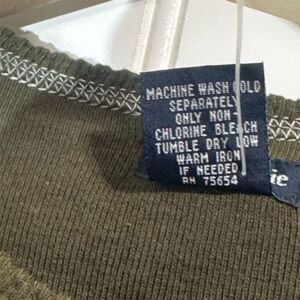 MACHINE WASH COLD
SEPARATELY
ONLY NON-
CHLORINE BLEACH
TUMBLE DRY LOW
WARM IRON
IF NEEDED
RN 75654